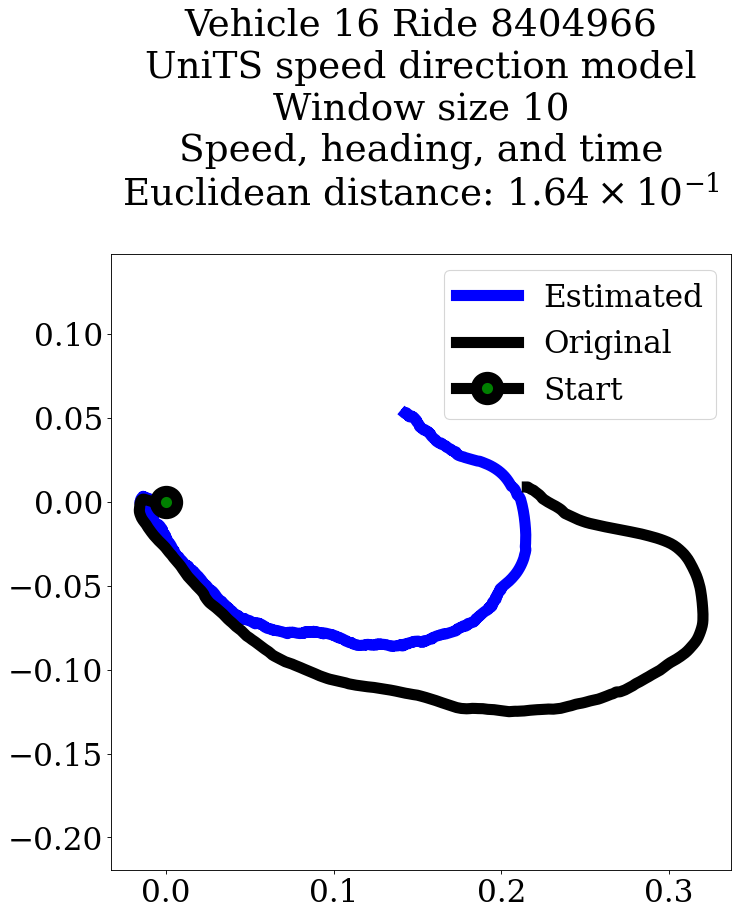 Vehicle 16 Ride 8404966
UniTS speed direction model
Window size 10
Speed, heading, and time
Euclidean distance: 1.64 × 10⁻¹
Estimated
Original
Start
0.10
0.05
0.00
−0.05
−0.10
−0.15
−0.20
0.0 0.1 0.2 0.3